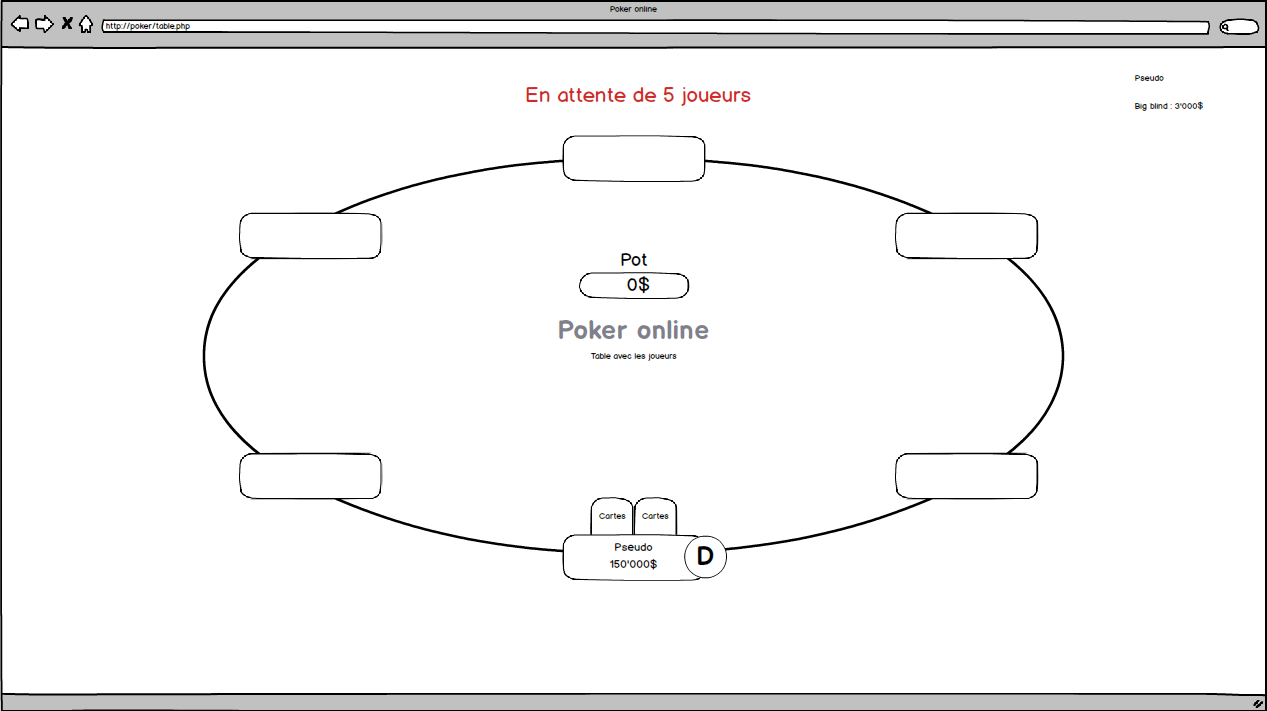 Poker online
http://poker/table.php
Pseudo
En attente de 5 joueurs
Big blind : 3'000$
Pot
0$
Poker online
Table avec les joueurs
Cartes Cartes
Pseudo
150'000$
D